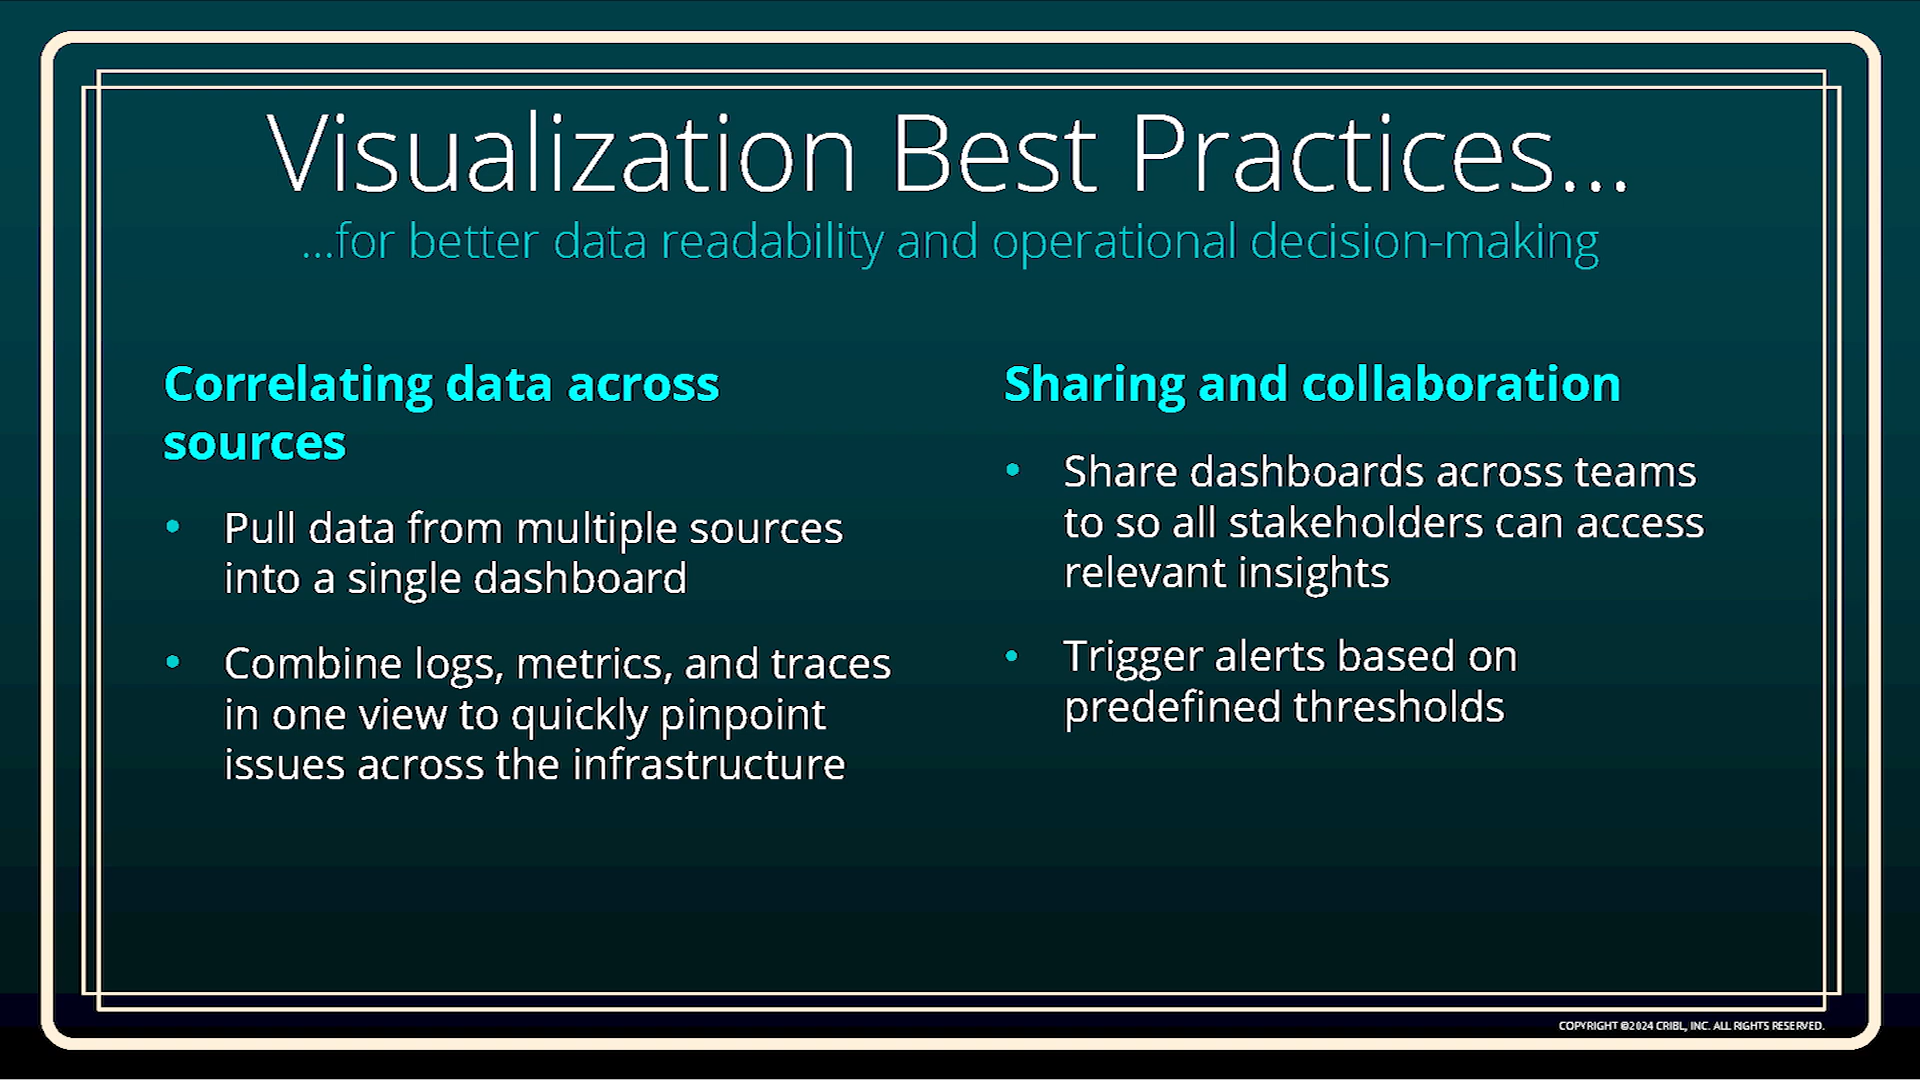 Visualization Best Practices...
...for better data readability and operational decision-making
Correlating data across
sources
• Pull data from multiple sources
into a single dashboard
• Combine logs, metrics, and traces
in one view to quickly pinpoint
issues across the infrastructure
Sharing and collaboration
• Share dashboards across teams
to so all stakeholders can access
relevant insights
• Trigger alerts based on
predefined thresholds
COPYRIGHT ©2024 CRIBL, INC. ALL RIGHTS RESERVED.